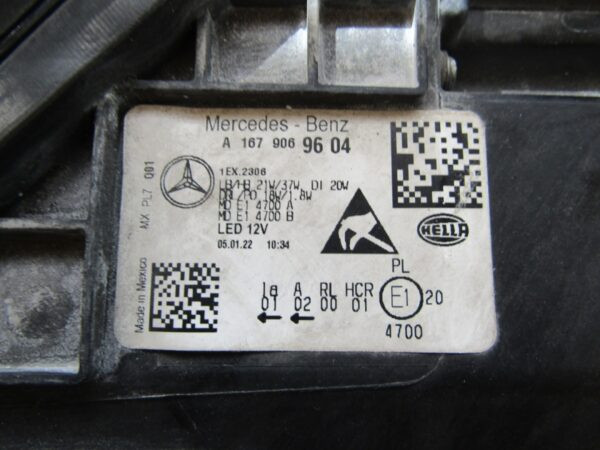 Mercedes - Benz
A 167 906 96 04
1EX.2306
LB/HB 21W/37W, DI 20W
DRL/PO 18W/1.8W
MD E1 4700 A
MD E1 4700 B
LED 12V
05.01.22 10:34
HELLA
MX PL7 001
Made in Mexico
PL
1a A RL HCR
01 02 00 01
E1 20
4700